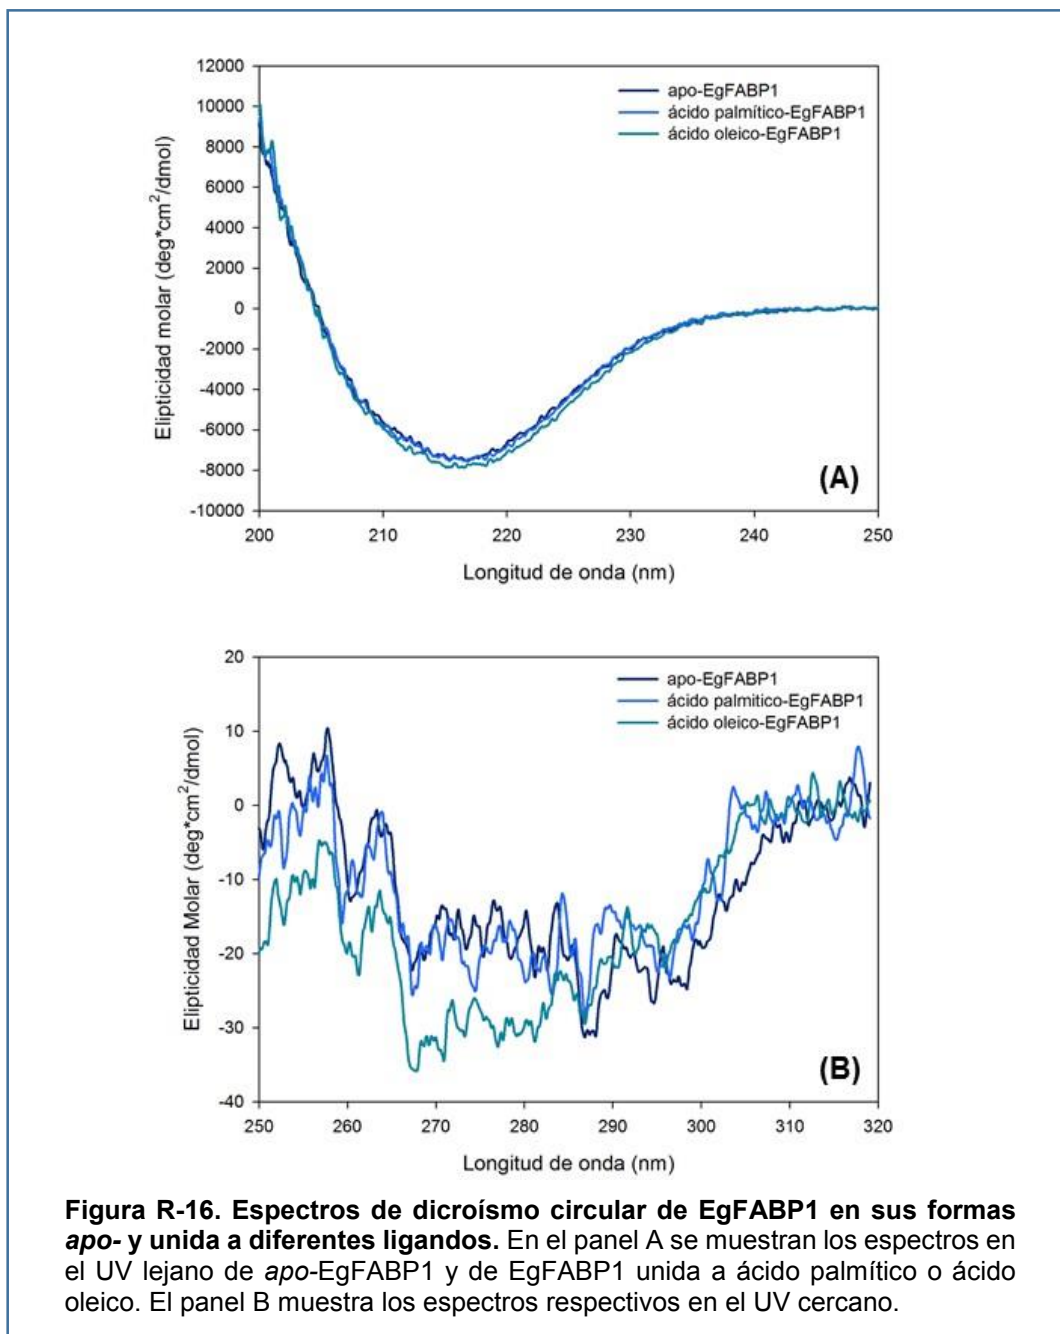 12000
10000
8000
6000
4000
2000
0
-2000
-4000
-6000
-8000
-10000
Elipticidad molar (deg*cm²/dmol)
apo-EgFABP1
ácido palmítico-EgFABP1
ácido oleico-EgFABP1
(A)
200 210 220 230 240 250
Longitud de onda (nm)
20
10
0
-10
-20
-30
-40
Elipticidad Molar (deg*cm²/dmol)
apo-EgFABP1
ácido palmitico-EgFABP1
ácido oleico-EgFABP1
(B)
250 260 270 280 290 300 310 320
Longitud de onda (nm)
Figura R-16. Espectros de dicroísmo circular de EgFABP1 en sus formas
apo- y unida a diferentes ligandos. En el panel A se muestran los espectros en
el UV lejano de apo-EgFABP1 y de EgFABP1 unida a ácido palmítico o ácido
oleico. El panel B muestra los espectros respectivos en el UV cercano.